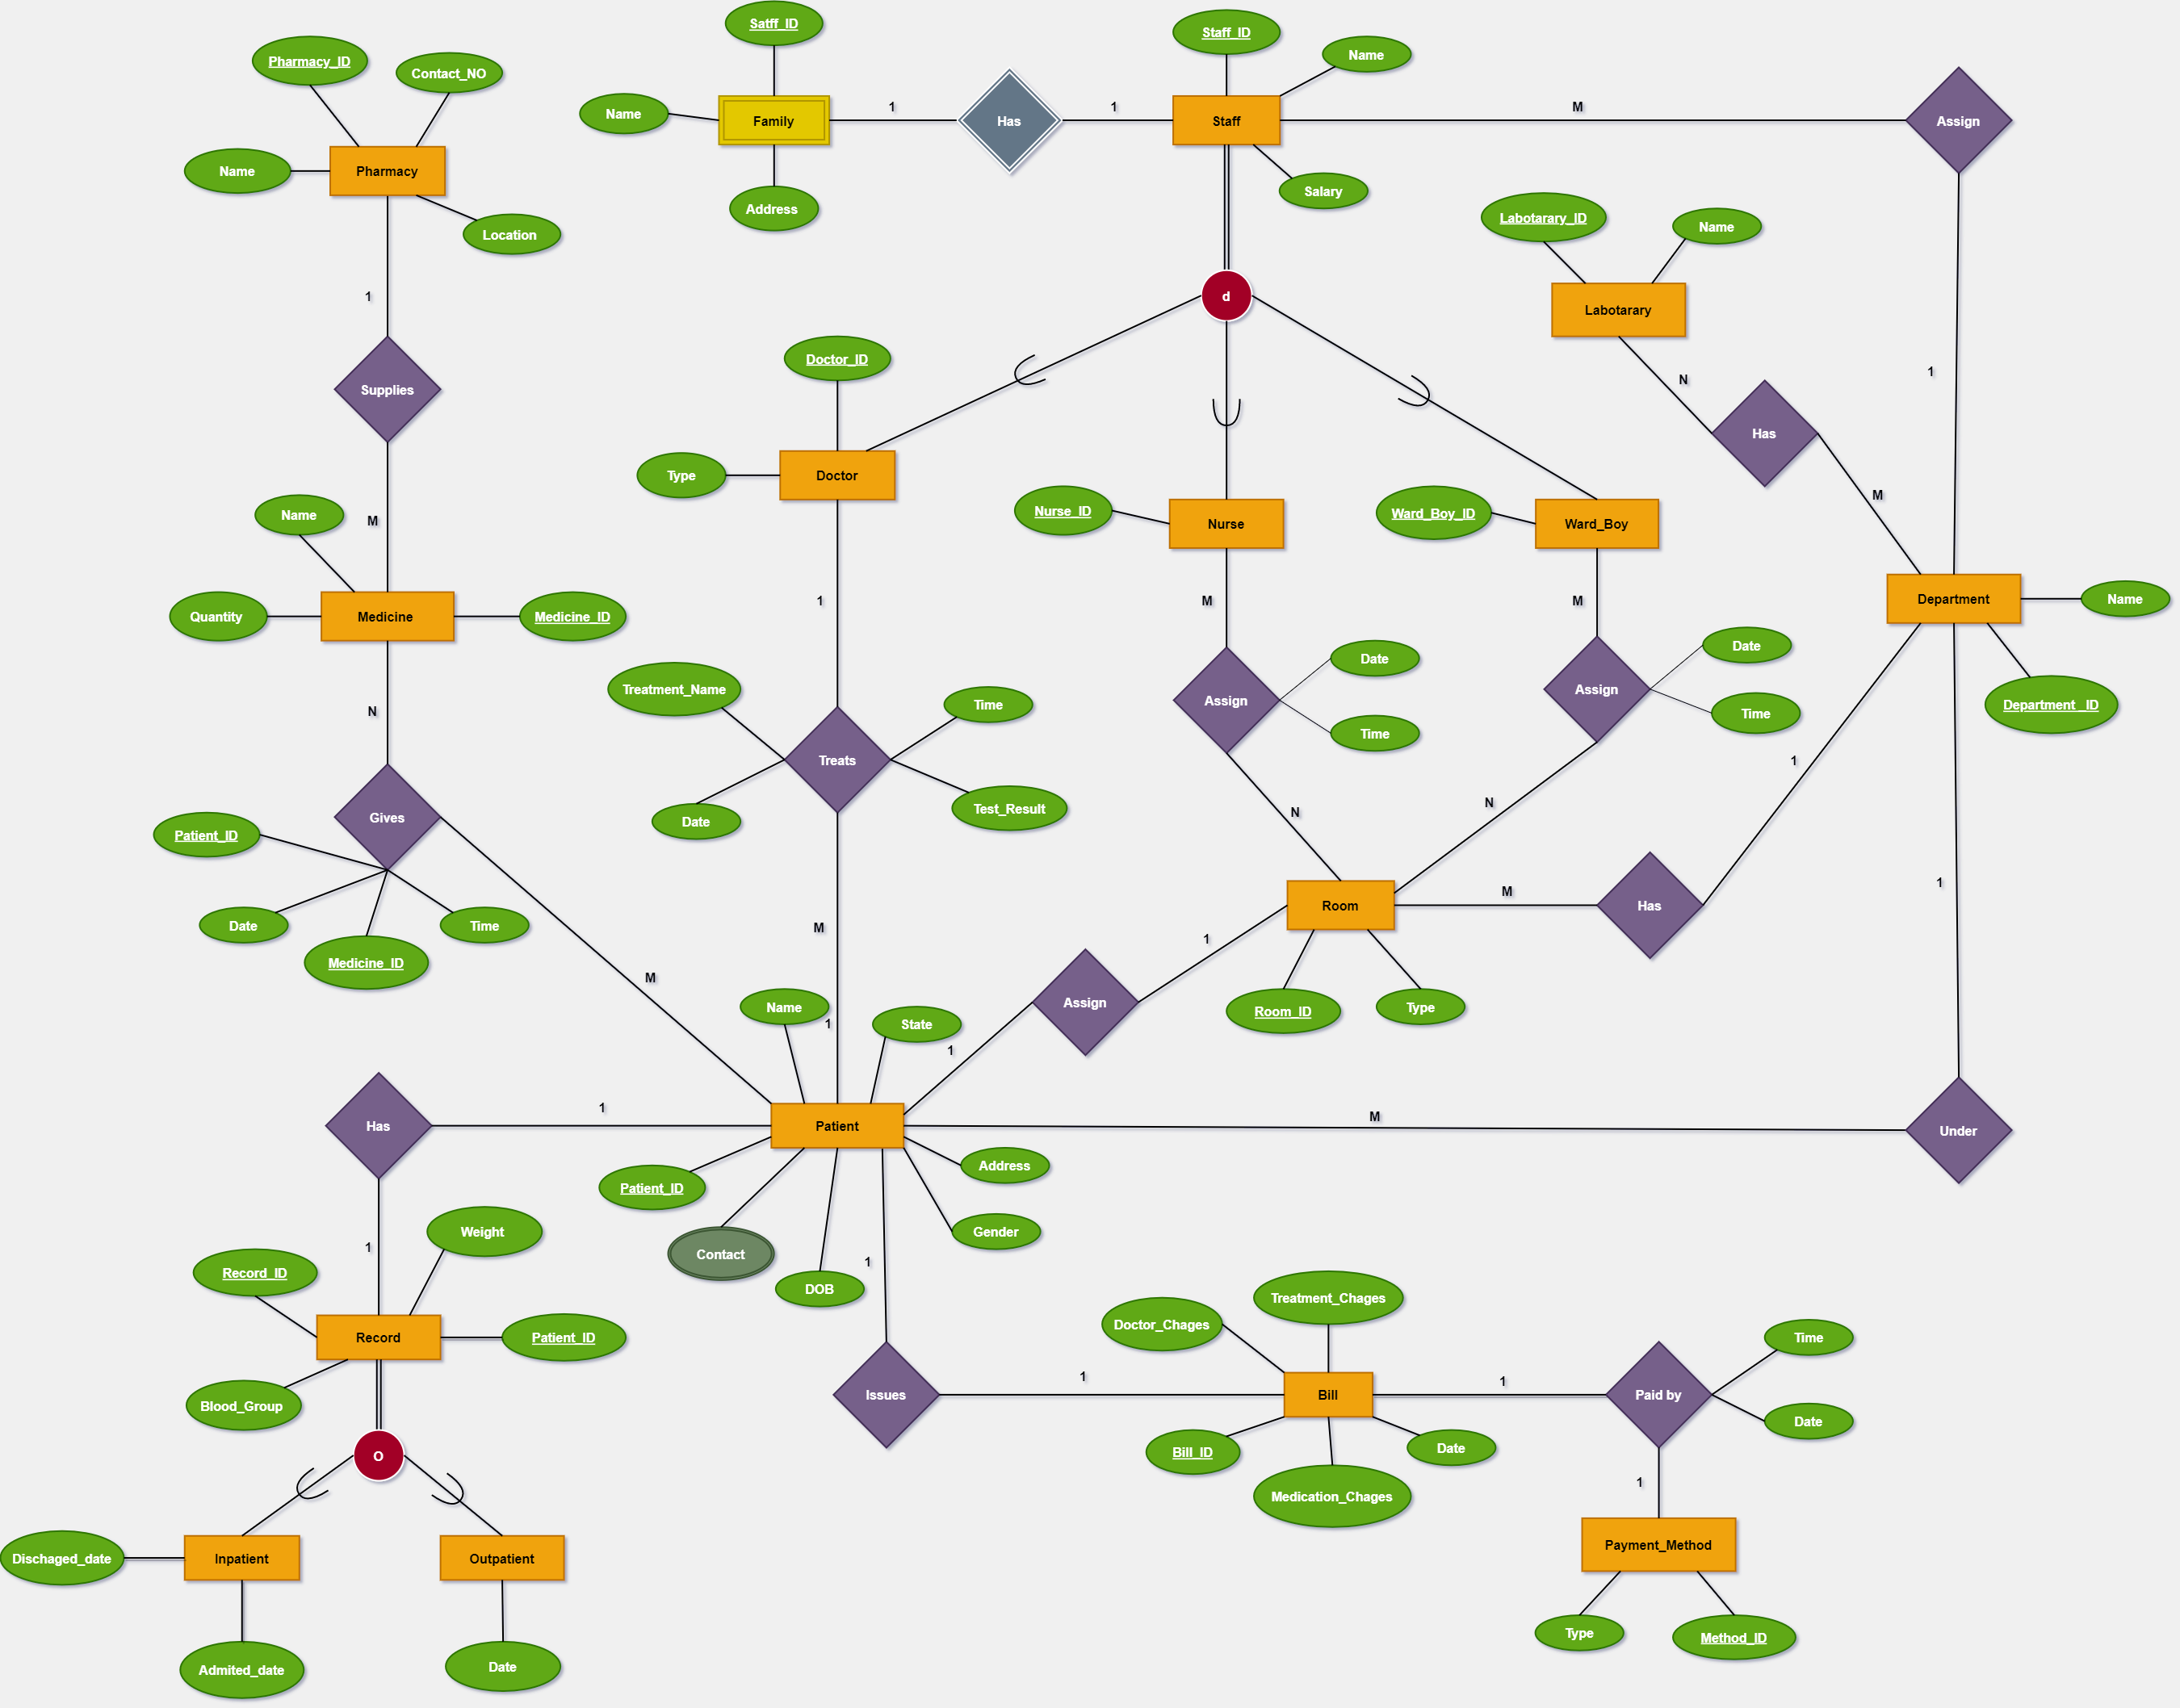 Satff_ID
Staff_ID
Name
Pharmacy_ID
Contact_NO
Name
1
1
M
Family
Has
Staff
Assign
Name
Pharmacy
Address
Salary
Location
Labotarary_ID
Name
1
d
Labotarary
Doctor_ID
1
N
Supplies
Has
Type
Doctor
M
Name
M
Nurse_ID
Nurse
Ward_Boy_ID
Ward_Boy
Quantity
Medicine
Medicine_ID
1
M
M
Department
Name
Date
Date
Treatment_Name
Assign
Assign
N
Time
Time
Department _ID
Time
Treats
1
Gives
Date
Test_Result
N
N
Patient_ID
1
Date
Time
M
Room
M
Has
Medicine_ID
1
M
Assign
Name
Room_ID
Type
1
State
1
1
M
Has
Patient
Under
Address
Patient_ID
Weight
Gender
1
Contact
1
Record_ID
DOB
Treatment_Chages
Doctor_Chages
Record
Patient_ID
Time
1
1
Issues
Bill
Paid by
Blood_Group
Date
O
Bill_ID
Date
1
Medication_Chages
Payment_Method
Dischaged_date
Inpatient
Outpatient
Type
Method_ID
Admited_date
Date